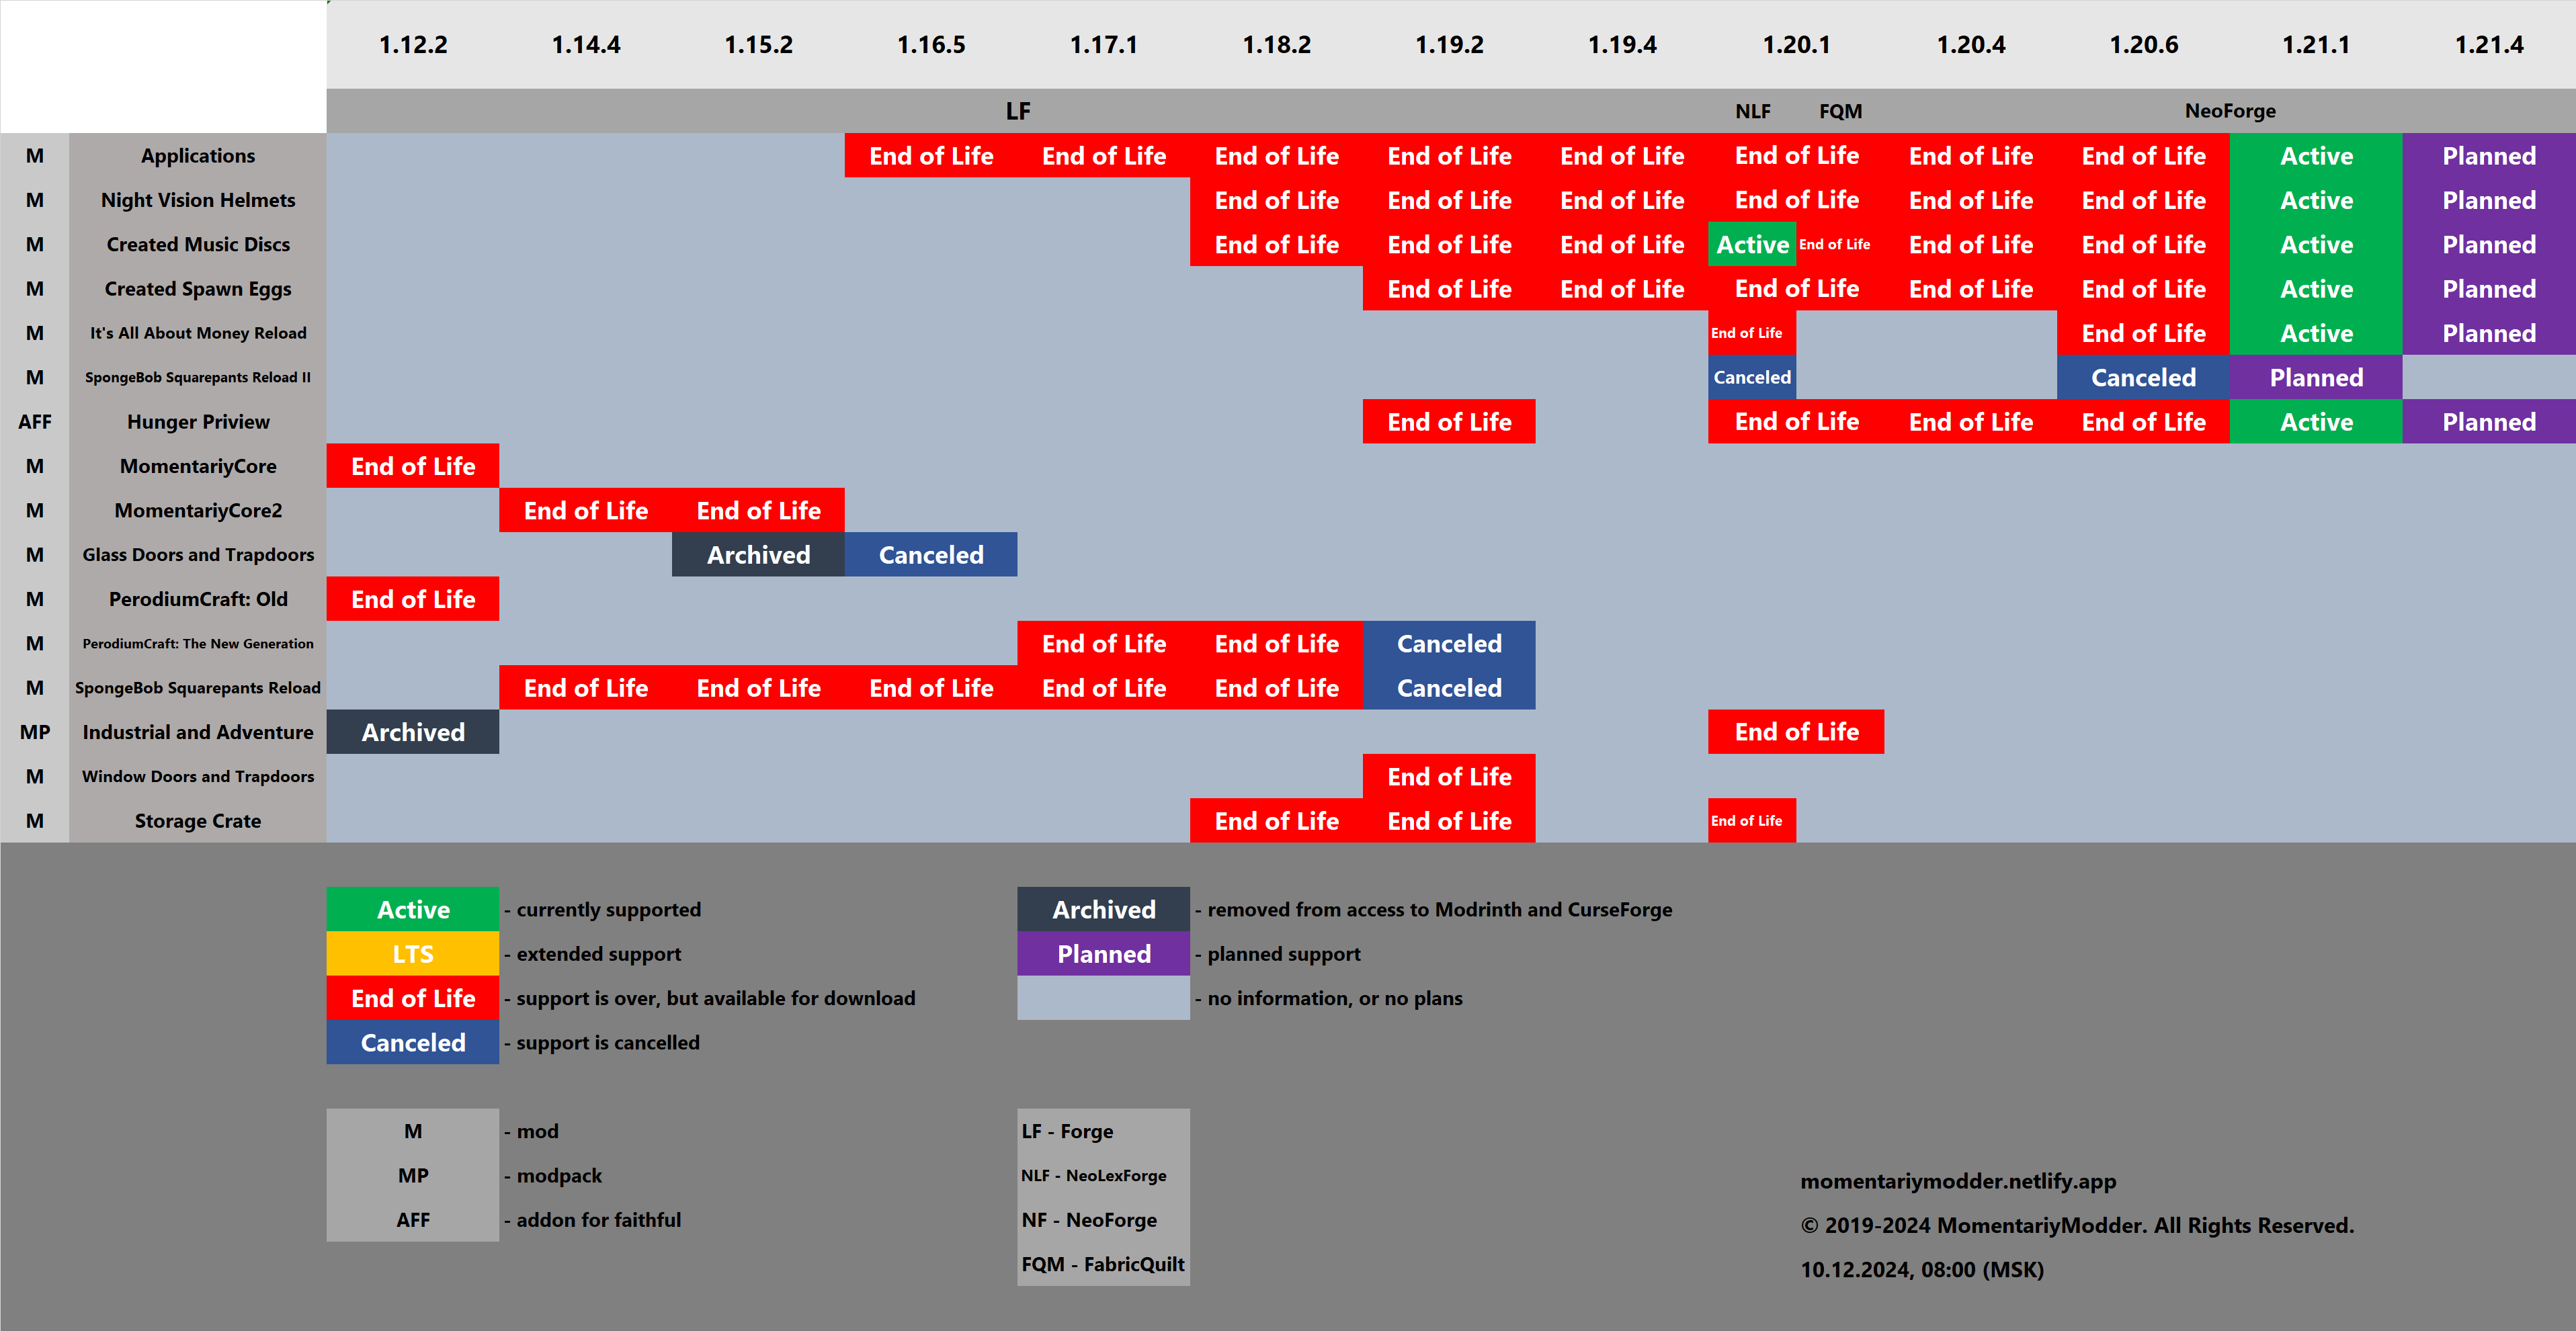 1.12.2 1.14.4 1.15.2 1.16.5 1.17.1 1.18.2 1.19.2 1.19.4 1.20.1 1.20.4 1.20.6 1.21.1 1.21.4
LF NLF FQM NeoForge
M Applications End of Life End of Life End of Life End of Life End of Life End of Life End of Life End of Life Active Planned
M Night Vision Helmets End of Life End of Life End of Life End of Life End of Life End of Life Active Planned
M Created Music Discs End of Life End of Life End of Life Active End of Life End of Life End of Life Active Planned
M Created Spawn Eggs End of Life End of Life End of Life End of Life End of Life Active Planned
M It's All About Money Reload End of Life End of Life Active Planned
M SpongeBob Squarepants Reload II Canceled Canceled Planned
AFF Hunger Priview End of Life End of Life End of Life End of Life Active Planned
M MomentariyCore End of Life
M MomentariyCore2 End of Life End of Life
M Glass Doors and Trapdoors Archived Canceled
M PerodiumCraft: Old End of Life
M PerodiumCraft: The New Generation End of Life End of Life Canceled
M SpongeBob Squarepants Reload End of Life End of Life End of Life End of Life End of Life Canceled
MP Industrial and Adventure Archived End of Life
M Window Doors and Trapdoors End of Life
M Storage Crate End of Life End of Life End of Life
Active - currently supported Archived - removed from access to Modrinth and CurseForge
LTS - extended support Planned - planned support
End of Life - support is over, but available for download - no information, or no plans
Canceled - support is cancelled
M - mod LF - Forge
MP - modpack NLF - NeoLexForge
AFF - addon for faithful NF - NeoForge
FQM - FabricQuilt
momentariymodder.netlify.app
© 2019-2024 MomentariyModder. All Rights Reserved.
10.12.2024, 08:00 (MSK)